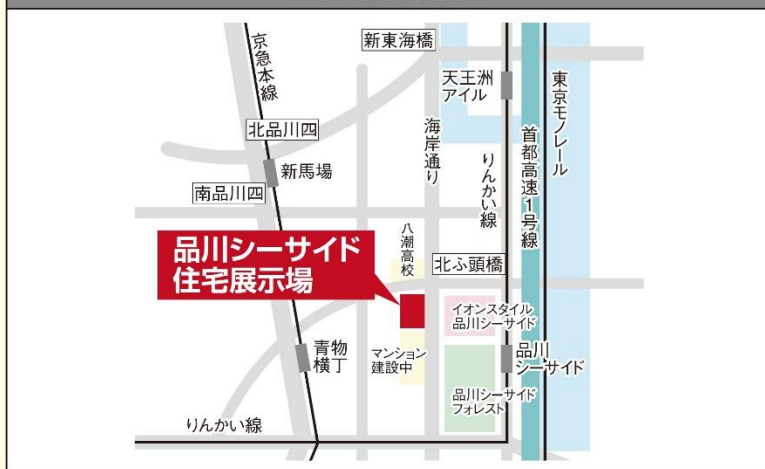 新東海橋
京急本線
天王洲
アイル
東京モノレール
海岸通り
りんかい線
首都高速1号線
北品川四
新馬場
南品川四
八潮高校
品川シーサイド
住宅展示場
北ふ頭橋
イオンスタイル
品川シーサイド
青物
横丁
マンション
建設中
品川
シーサイド
品川シーサイド
フォレスト
りんかい線